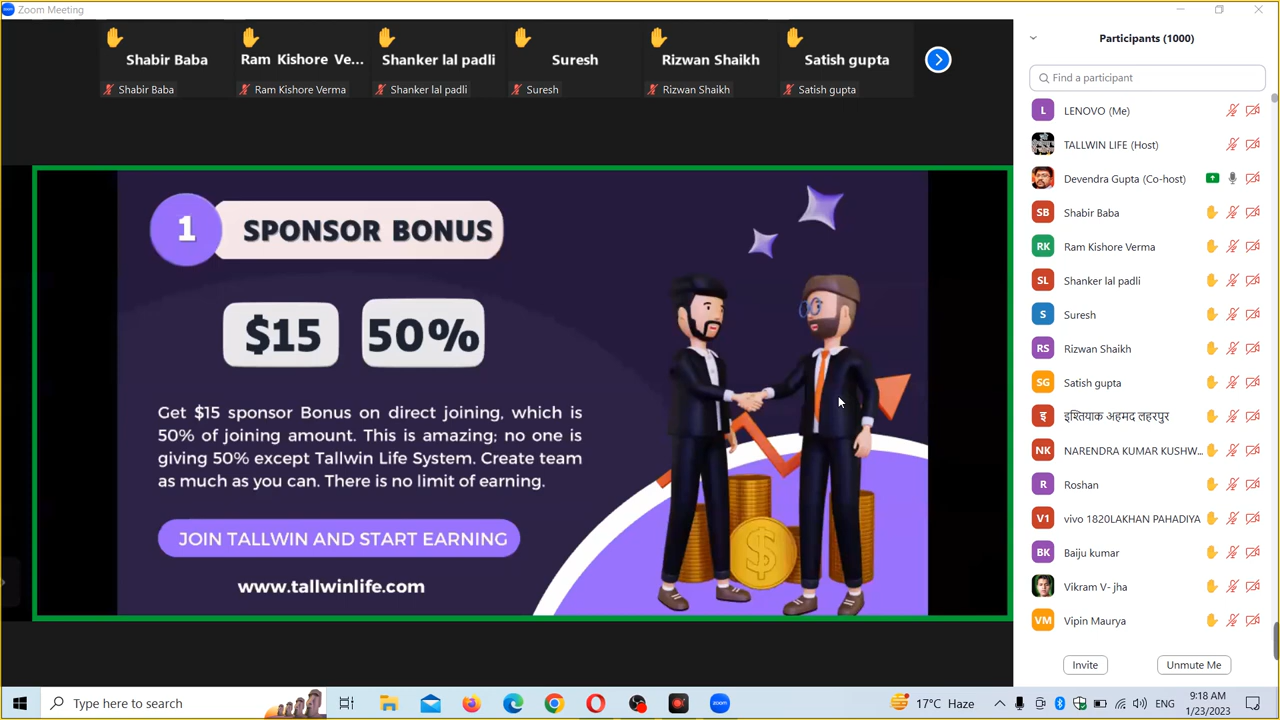 Zoom Meeting
Shabir Baba
Ram Kishore Ve...
Shanker lal padli
Suresh
Rizwan Shaikh
Satish gupta
Shabir Baba
Ram Kishore Verma
Shanker lal padli
Suresh
Rizwan Shaikh
Satish gupta
1
SPONSOR BONUS
$15
50%
Get $15 sponsor Bonus on direct joining, which is
50% of joining amount. This is amazing; no one is
giving 50% except Tallwin Life System. Create team
as much as you can. There is no limit of earning.
JOIN TALLWIN AND START EARNING
www.tallwinlife.com
Participants (1000)
Find a participant
L LENOVO (Me)
TALLWIN LIFE (Host)
Devendra Gupta (Co-host)
SB Shabir Baba
RK Ram Kishore Verma
SL Shanker lal padli
S Suresh
RS Rizwan Shaikh
SG Satish gupta
इ इश्तियाक अहमद लहरपुर
NK NARENDRA KUMAR KUSHW...
R Roshan
V1 vivo 1820LAKHAN PAHADIYA
BK Baiju kumar
Vikram V- jha
VM Vipin Maurya
Invite
Unmute Me
Type here to search
zoom
17°C Haze
ENG
9:18 AM
1/23/2023